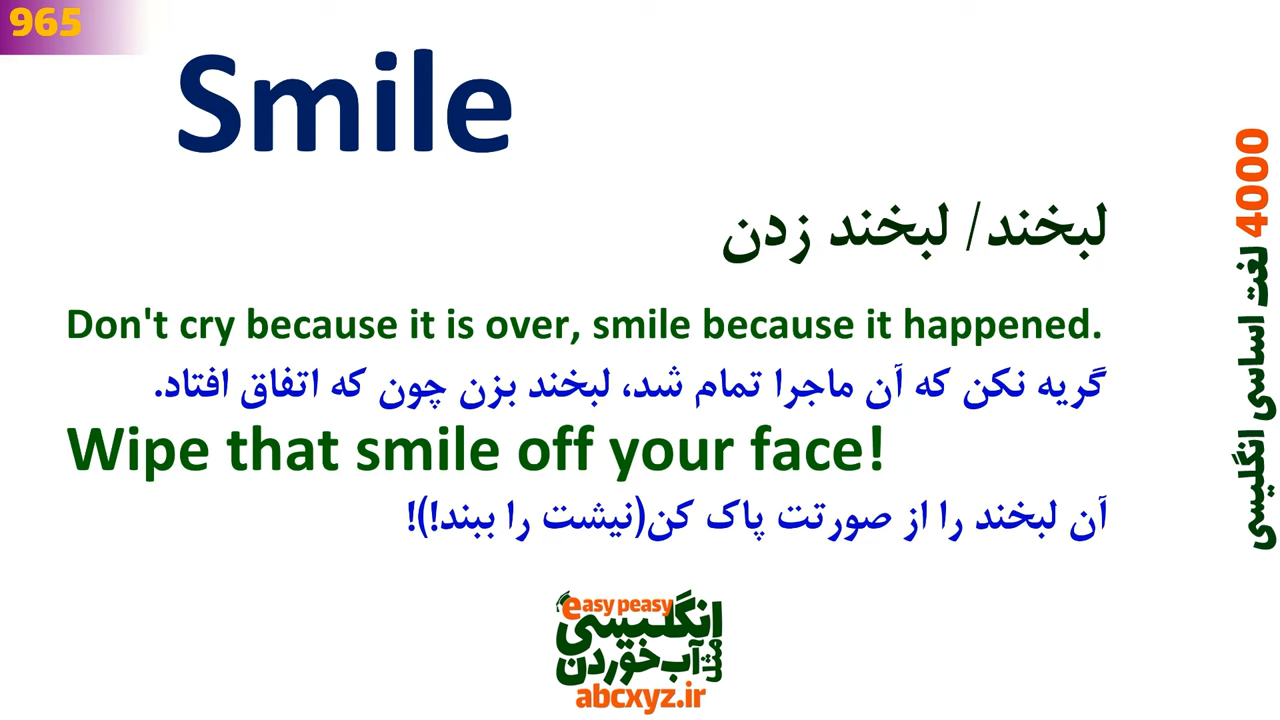 965
Smile
لبخند/ لبخند زدن
Don't cry because it is over, smile because it happened.
گریه نکن که آن ماجرا تمام شد، لبخند بزن چون که اتفاق افتاد.
Wipe that smile off your face!
آن لبخند را از صورتت پاک کن(نیشت را ببند!)!
4000 لغت اساسی انگلیسی
easy peasy
انگلیسی
مثل آب خوردن
abcxyz.ir